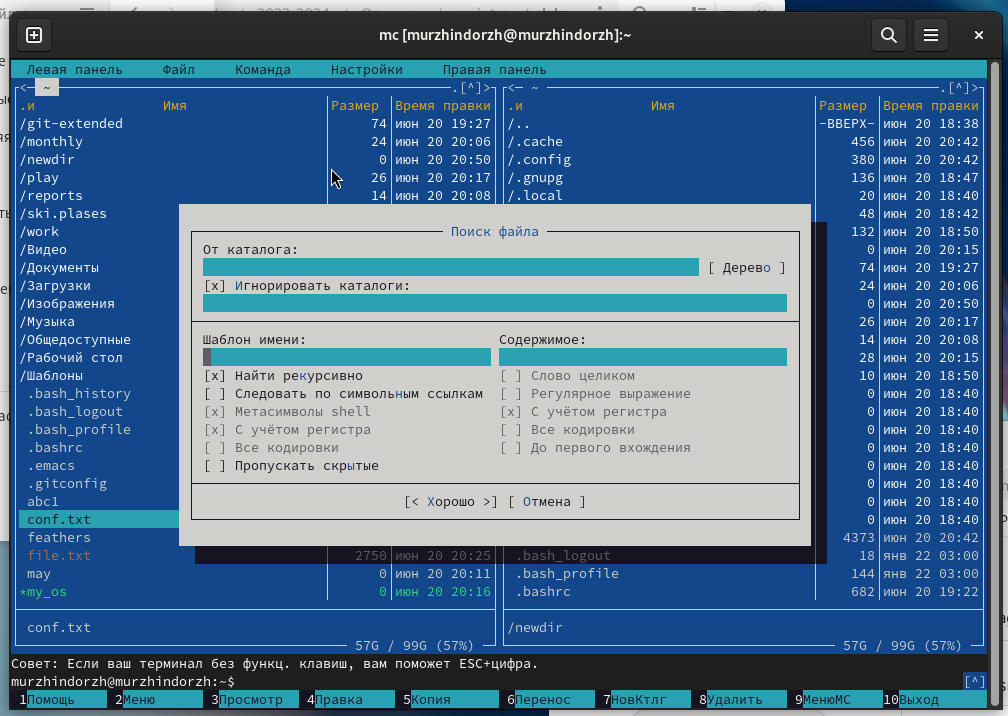 mc [murzhindorzh@murzhindorzh]:~
Левая панель Файл Команда Настройки Правая панель
<─ ~ .[^]> <─ ~ .[^]>
.и Имя Размер Время правки .и Имя Размер Время правки
/git-extended 74 июн 20 19:27 /.. -ВВЕРХ- июн 20 18:38
/monthly 24 июн 20 20:06 /.cache 456 июн 20 20:42
/newdir 0 июн 20 20:50 /.config 380 июн 20 20:42
/play 26 июн 20 20:17 /.gnupg 136 июн 20 18:47
/reports 14 июн 20 20:08 /.local 20 июн 20 18:40
/ski.plases 48 июн 20 18:42
/work Поиск файла 132 июн 20 18:50
/Видео От каталога: 0 июн 20 20:15
/Документы [ Дерево ] 74 июн 20 19:27
/Загрузки [x] Игнорировать каталоги: 24 июн 20 20:06
/Изображения 0 июн 20 20:50
/Музыка 26 июн 20 20:17
/Общедоступные Шаблон имени: Содержимое: 14 июн 20 20:08
/Рабочий стол 28 июн 20 20:15
/Шаблоны [x] Найти рекурсивно [ ] Слово целиком 10 июн 20 18:50
.bash_history [ ] Следовать по символьным ссылкам [ ] Регулярное выражение 0 июн 20 18:40
.bash_logout [x] Метасимволы shell [x] С учётом регистра 0 июн 20 18:40
.bash_profile [x] С учётом регистра [ ] Все кодировки 0 июн 20 18:40
.bashrc [ ] Все кодировки [ ] До первого вхождения 0 июн 20 18:40
.emacs [ ] Пропускать скрытые 0 июн 20 18:40
.gitconfig 0 июн 20 18:40
abc1 [< Хорошо >] [ Отмена ] 0 июн 20 18:40
conf.txt 0 июн 20 18:40
feathers 4373 июн 20 20:42
file.txt 2750 июн 20 20:25 .bash_logout 18 янв 22 03:00
may 0 июн 20 20:11 .bash_profile 144 янв 22 03:00
*my_os 0 июн 20 20:16 .bashrc 682 июн 20 19:22
conf.txt /newdir
57G / 99G (57%) 57G / 99G (57%)
Совет: Если ваш терминал без функц. клавиш, вам поможет ESC+цифра.
murzhindorzh@murzhindorzh:~$ [^]
1Помощь 2Меню 3Просмотр 4Правка 5Копия 6Перенос 7НовКтлг 8Удалить 9МенюМС 10Выход